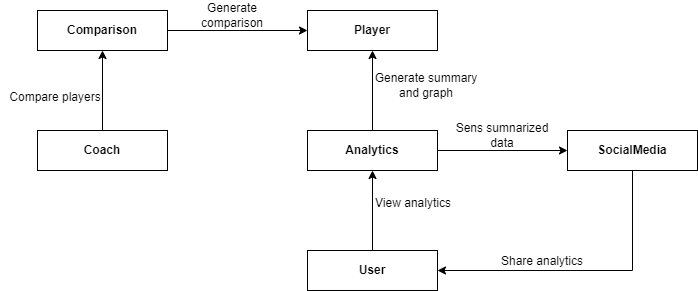 Generate
comparison
Comparison
Player
Generate summary
and graph
Compare players
Sens sumnarized
data
Coach
Analytics
SocialMedia
View analytics
Share analytics
User